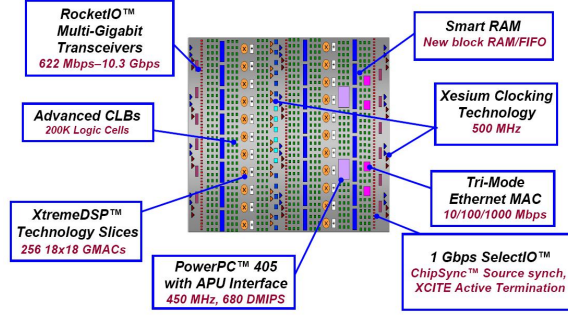 RocketIO™
Multi-Gigabit
Transceivers
622 Mbps–10.3 Gbps
Smart RAM
New block RAM/FIFO
Advanced CLBs
200K Logic Cells
Xesium Clocking
Technology
500 MHz
XtremeDSP™
Technology Slices
256 18x18 GMACs
Tri-Mode
Ethernet MAC
10/100/1000 Mbps
PowerPC™ 405
with APU Interface
450 MHz, 680 DMIPS
1 Gbps SelectIO™
ChipSync™ Source synch,
XCITE Active Termination